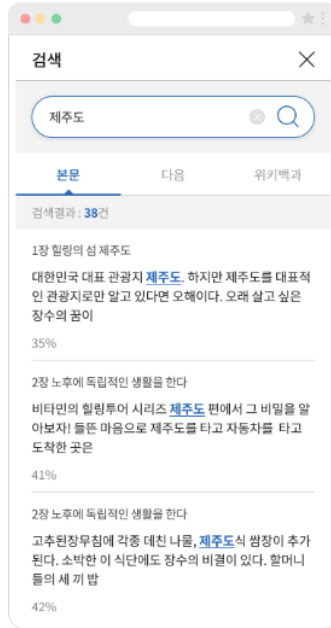 검색
제주도
본문 다음 위키백과
검색결과 : 38건
1장 힐링의 섬 제주도
대한민국 대표 관광지 제주도. 하지만 제주도를 대표적
인 관광지로만 알고 있다면 오해이다. 오래 살고 싶은
장수의 꿈이
35%
2장 노후에 독립적인 생활을 한다
비타민의 힐링투어 시리즈 제주도 편에서 그 비밀을 알
아보자! 들뜬 마음으로 제주도를 타고 자동차를 타고
도착한 곳은
41%
2장 노후에 독립적인 생활을 한다
고추된장무침에 각종 데친 나물, 제주도식 쌈장이 추가
된다. 소박한 이 식단에도 장수의 비결이 있다. 할머니
들의 세 끼 밥
42%